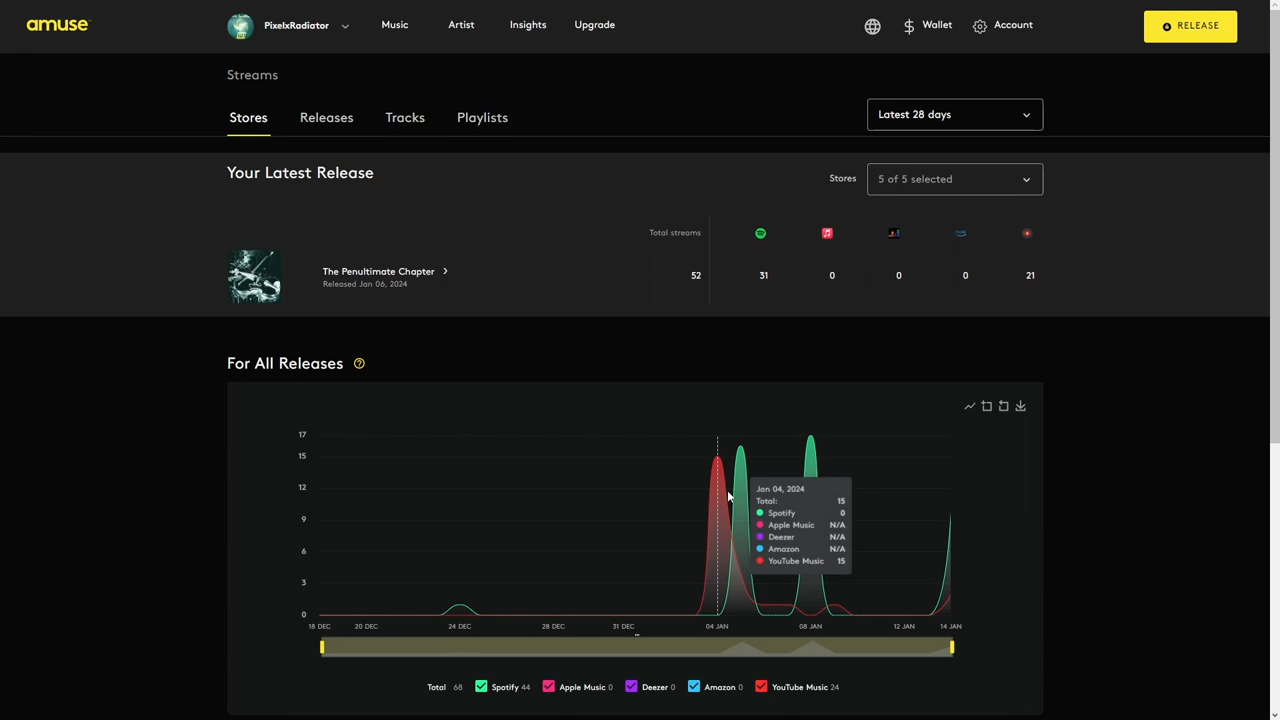 amuse
PixelxRadiator
Music
Artist
Insights
Upgrade
Wallet
Account
RELEASE
Streams
Stores
Releases
Tracks
Playlists
Latest 28 days
Your Latest Release
Stores
5 of 5 selected
Total streams
The Penultimate Chapter
Released Jan 06, 2024
52
31
0
0
0
21
For All Releases
17
15
12
9
6
3
0
Jan 04, 2024
Total: 15
Spotify 0
Apple Music N/A
Deezer N/A
Amazon N/A
YouTube Music 15
18 DEC
20 DEC
24 DEC
28 DEC
31 DEC
04 JAN
08 JAN
12 JAN
14 JAN
Total 68
Spotify 44
Apple Music 0
Deezer 0
Amazon 0
YouTube Music 24